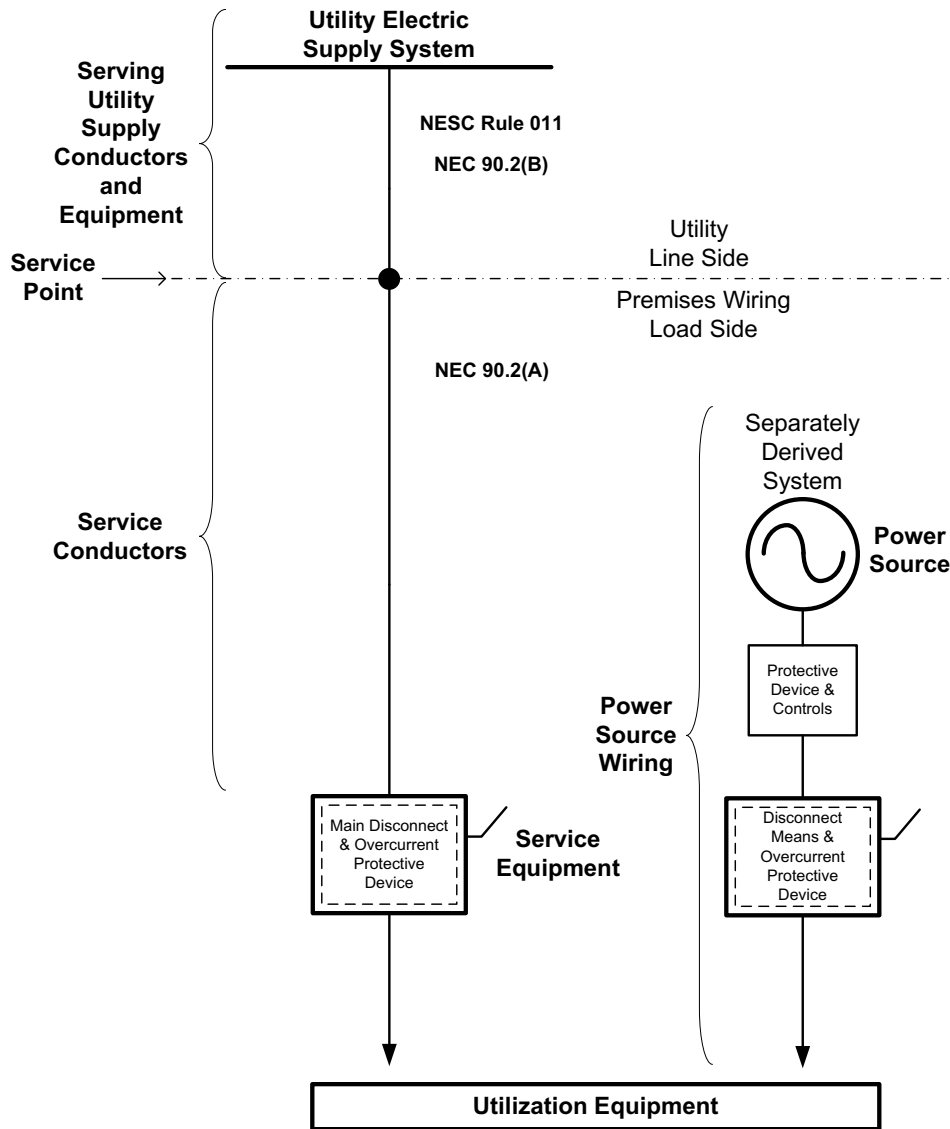 Utility Electric
Supply System
Serving
Utility
Supply
Conductors
and
Equipment
NESC Rule 011
NEC 90.2(B)
Utility
Line Side
Service
Point
Premises Wiring
Load Side
NEC 90.2(A)
Separately
Derived
System
Service
Conductors
Power
Source
Protective
Device &
Controls
Power
Source
Wiring
Main Disconnect
& Overcurrent
Protective
Device
Service
Equipment
Disconnect
Means &
Overcurrent
Protective
Device
Utilization Equipment